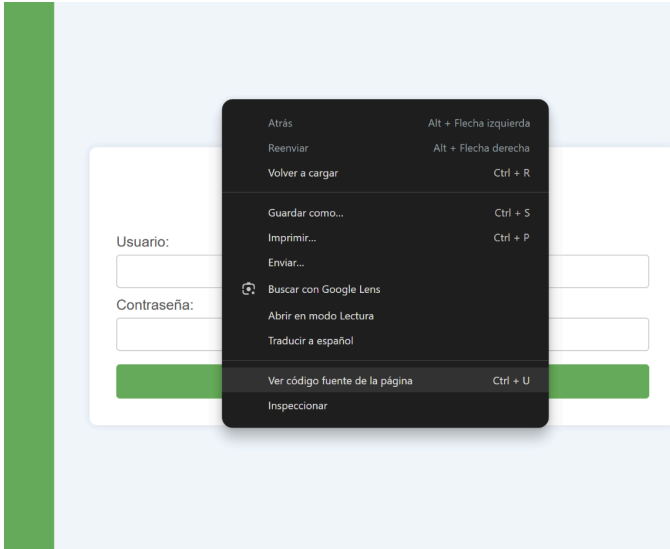 Atrás Alt + Flecha izquierda
Reenviar Alt + Flecha derecha
Volver a cargar Ctrl + R
Guardar como... Ctrl + S
Usuario:
Imprimir... Ctrl + P
Enviar...
Buscar con Google Lens
Contraseña:
Abrir en modo Lectura
Traducir a español
Ver código fuente de la página Ctrl + U
Inspeccionar